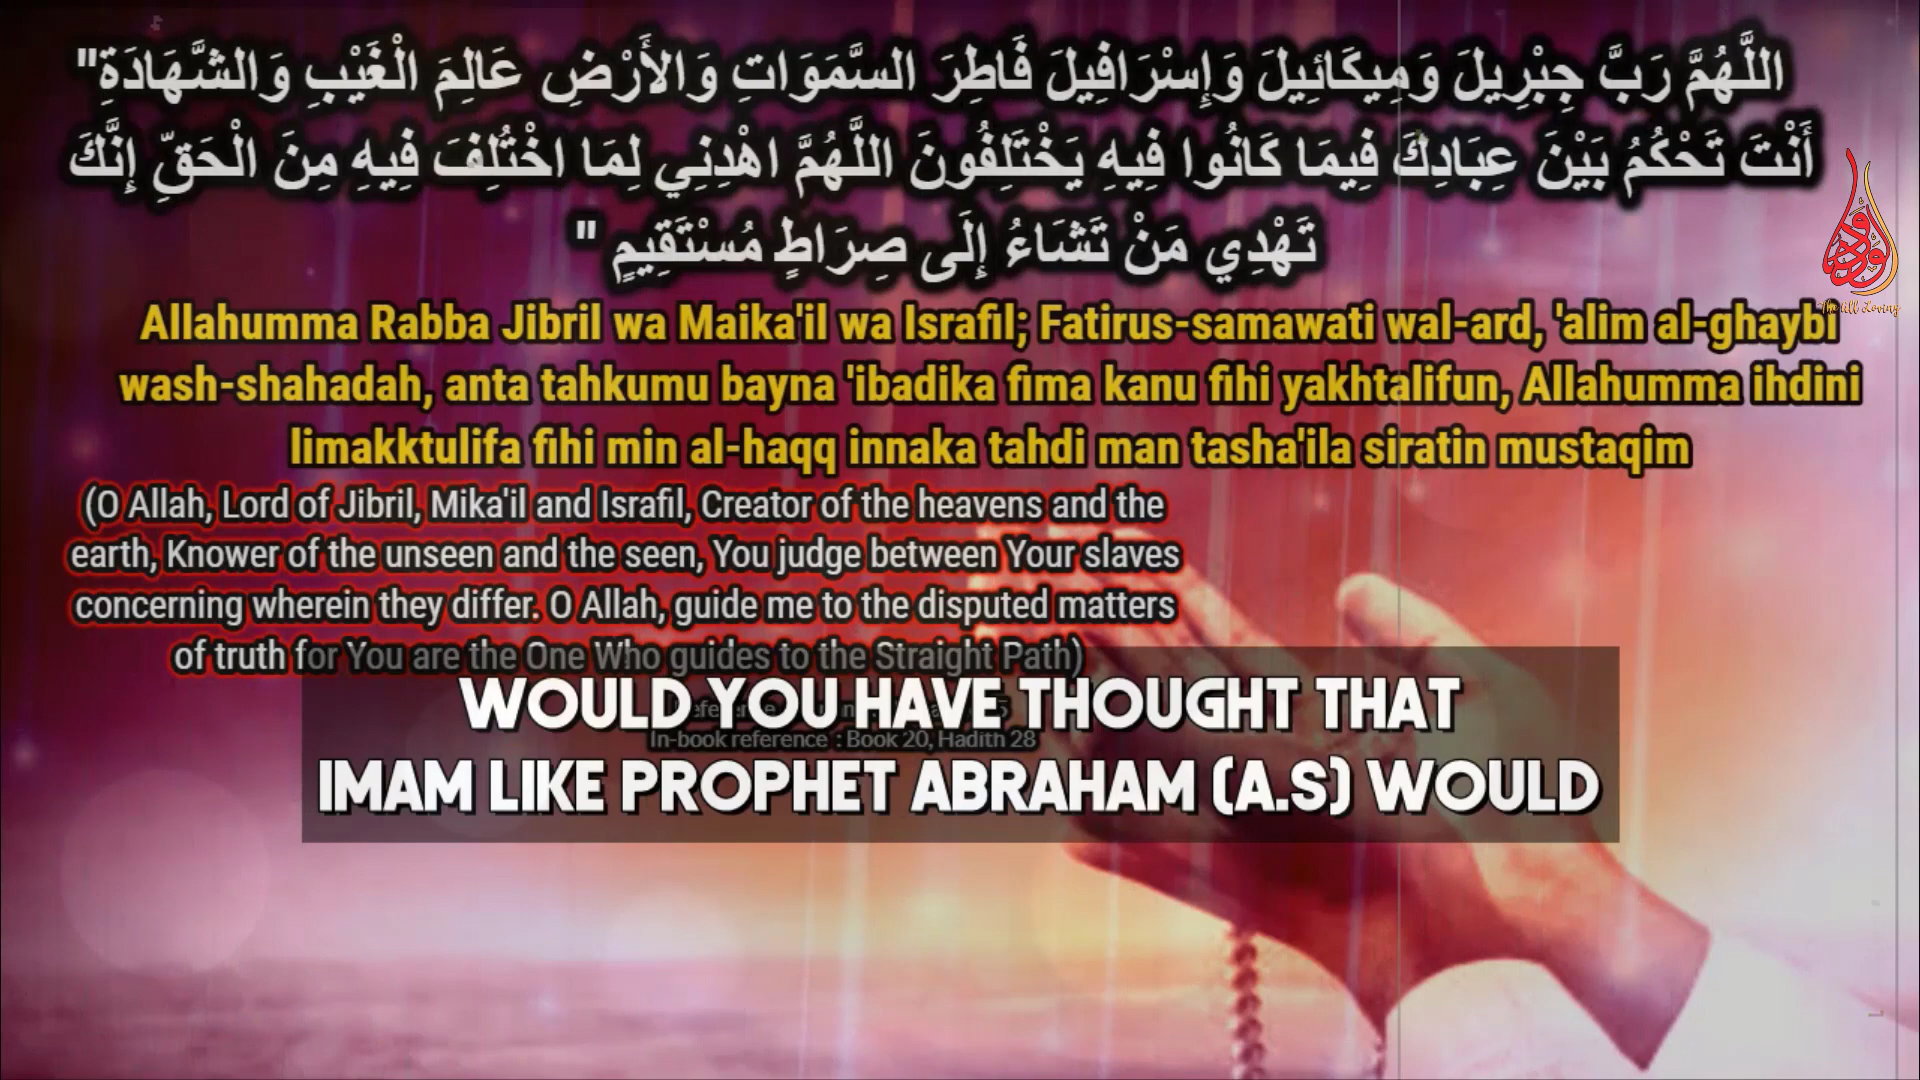 "اللَّهُمَّ رَبَّ جِبْرِيلَ وَمِيكَائِيلَ وَإِسْرَافِيلَ فَاطِرَ السَّمَوَاتِ وَالأَرْضِ عَالِمَ الْغَيْبِ وَالشَّهَادَةِ
أَنْتَ تَحْكُمُ بَيْنَ عِبَادِكَ فِيمَا كَانُوا فِيهِ يَخْتَلِفُونَ اللَّهُمَّ اهْدِنِي لِمَا اخْتُلِفَ فِيهِ مِنَ الْحَقِّ إِنَّكَ
تَهْدِي مَنْ تَشَاءُ إِلَى صِرَاطٍ مُسْتَقِيمٍ "
The All Loving
Allahumma Rabba Jibril wa Maika'il wa Israfil; Fatirus-samawati wal-ard, 'alim al-ghaybi
wash-shahadah, anta tahkumu bayna 'ibadika fima kanu fihi yakhtalifun, Allahumma ihdini
limakktulifa fihi min al-haqq innaka tahdi man tasha'ila siratin mustaqim
(O Allah, Lord of Jibril, Mika'il and Israfil, Creator of the heavens and the
earth, Knower of the unseen and the seen, You judge between Your slaves
concerning wherein they differ. O Allah, guide me to the disputed matters
of truth for You are the One Who guides to the Straight Path)
WOULD YOU HAVE THOUGHT THAT
In-book reference : Book 20, Hadith 28
IMAM LIKE PROPHET ABRAHAM (A.S) WOULD